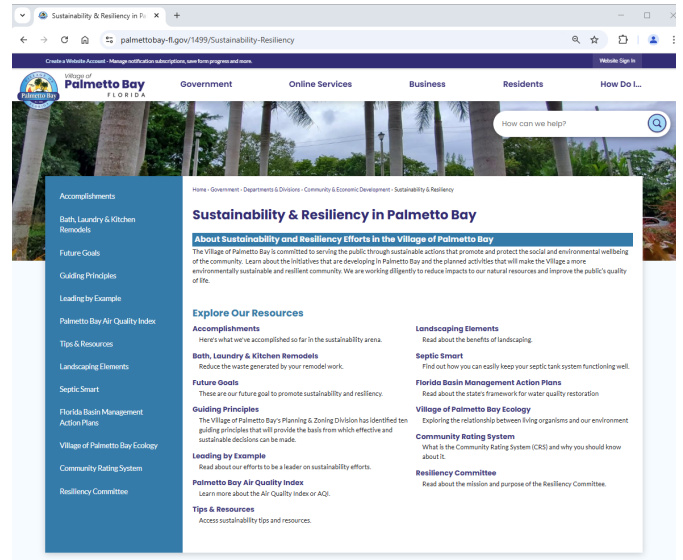 Sustainability & Resiliency in Pa
palmettobay-fl.gov/1499/Sustainability-Resiliency
Create a Website Account - Manage notification subscriptions, save form progress and more.
Website Sign In
Village of
Palmetto Bay
FLORIDA
Palmetto Bay
Government
Online Services
Business
Residents
How Do I...
How can we help?
Accomplishments
Bath, Laundry & Kitchen
Remodels
Future Goals
Guiding Principles
Leading by Example
Palmetto Bay Air Quality Index
Tips & Resources
Landscaping Elements
Septic Smart
Florida Basin Management
Action Plans
Village of Palmetto Bay Ecology
Community Rating System
Resiliency Committee
Home › Government › Departments & Divisions › Community & Economic Development › Sustainability & Resiliency
Sustainability & Resiliency in Palmetto Bay
About Sustainability and Resiliency Efforts in the Village of Palmetto Bay
The Village of Palmetto Bay is committed to serving the public through sustainable actions that promote and protect the social and environmental wellbeing
of the community. Learn about the initiatives that are developing in Palmetto Bay and the planned activities that will make the Village a more
environmentally sustainable and resilient community. We are working diligently to reduce impacts to our natural resources and improve the public's quality
of life.
Explore Our Resources
Accomplishments
Here's what we've accomplished so far in the sustainability arena.
Bath, Laundry & Kitchen Remodels
Reduce the waste generated by your remodel work.
Future Goals
These are our future goal to promote sustainability and resiliency.
Guiding Principles
The Village of Palmetto Bay's Planning & Zoning Division has identified ten
guiding principles that will provide the basis from which effective and
sustainable decisions can be made.
Leading by Example
Read about our efforts to be a leader on sustainability efforts.
Palmetto Bay Air Quality Index
Learn more about the Air Quality Index or AQI.
Tips & Resources
Access sustainability tips and resources.
Landscaping Elements
Read about the benefits of landscaping.
Septic Smart
Find out how you can easily keep your septic tank system functioning well.
Florida Basin Management Action Plans
Read about the state's framework for water quality restoration
Village of Palmetto Bay Ecology
Exploring the relationship between living organisms and our environment
Community Rating System
What is the Community Rating System (CRS) and why you should know
about it.
Resiliency Committee
Read about the mission and purpose of the Resiliency Committee.